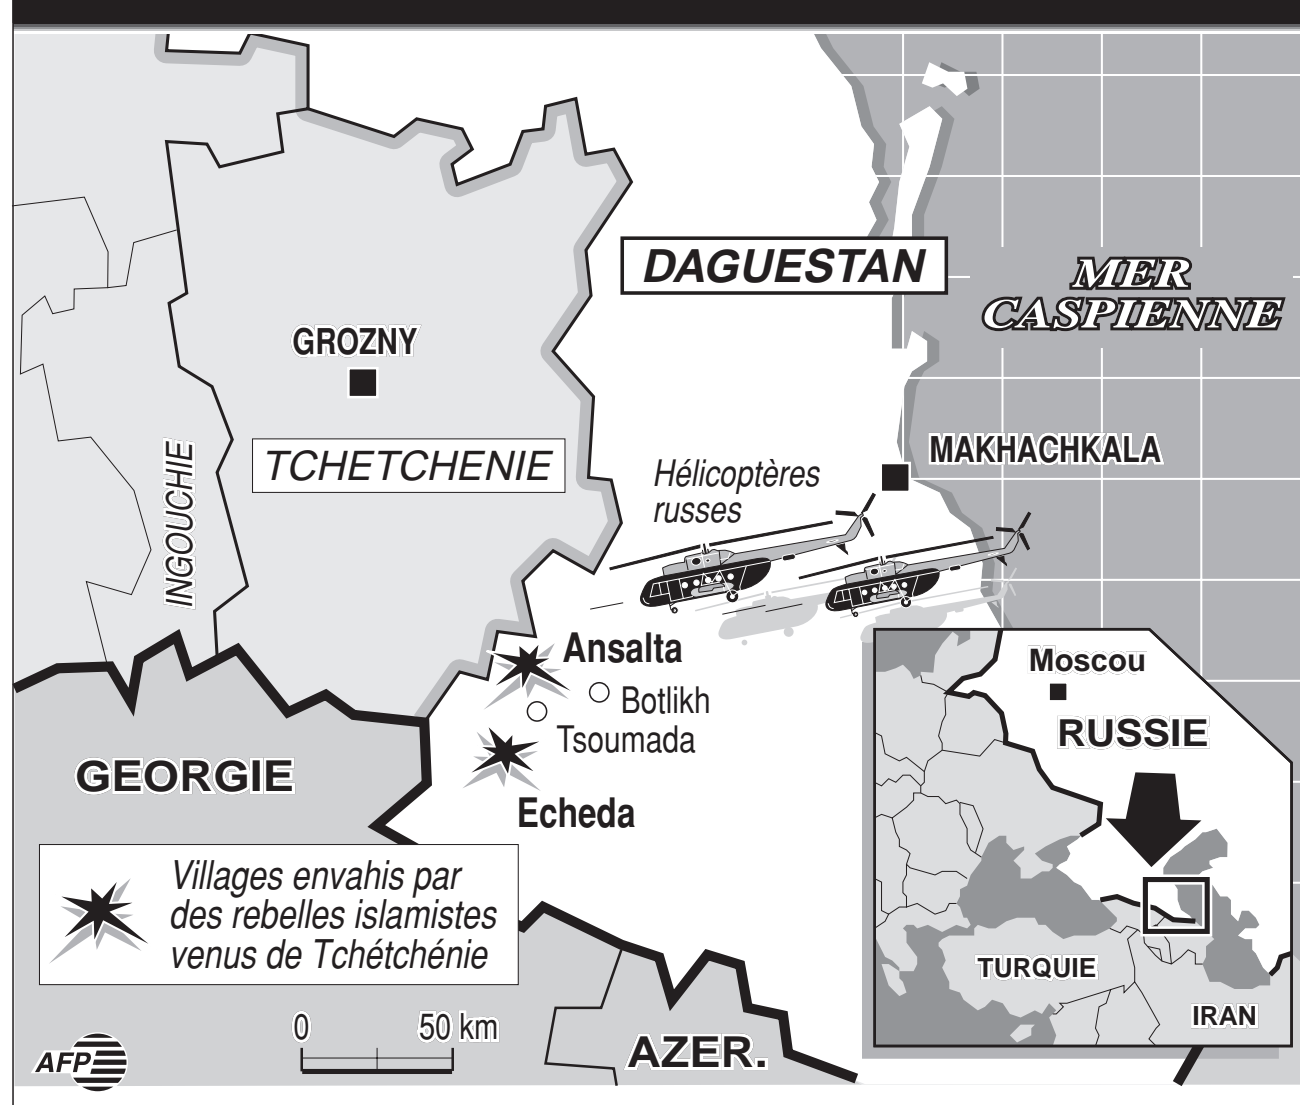 DAGUESTAN
MER
CASPIENNE
GROZNY
TCHETCHENIE
INGOUCHIE
MAKHACHKALA
Hélicoptères
russes
Ansalta
Botlikh
Tsoumada
Echeda
GEORGIE
Villages envahis par
des rebelles islamistes
venus de Tchétchénie
0 50 km
AFP
AZER.
Moscou
RUSSIE
TURQUIE
IRAN